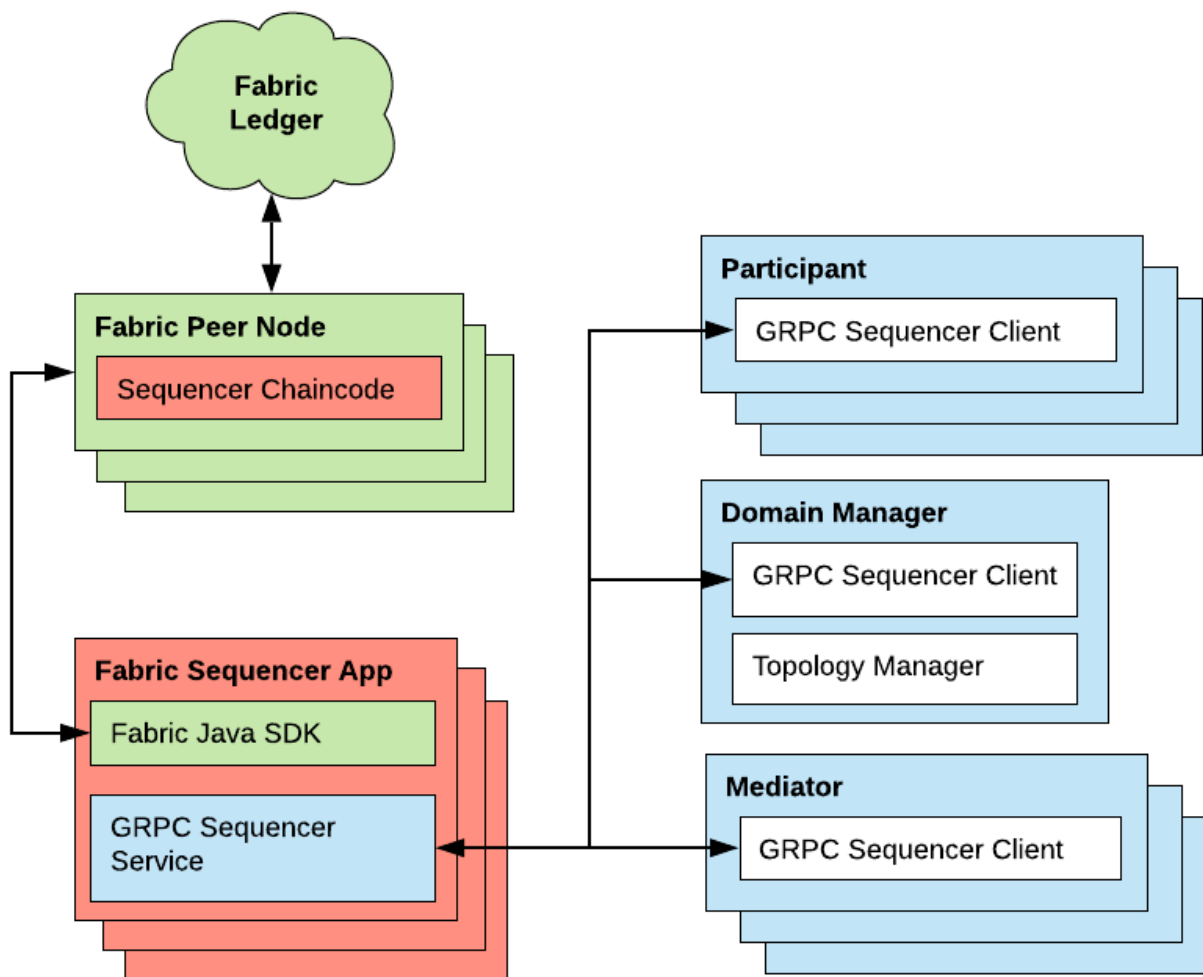 Fabric
Ledger
Fabric Peer Node
Sequencer Chaincode
Fabric Sequencer App
Fabric Java SDK
GRPC Sequencer
Service
Participant
GRPC Sequencer Client
Domain Manager
GRPC Sequencer Client
Topology Manager
Mediator
GRPC Sequencer Client